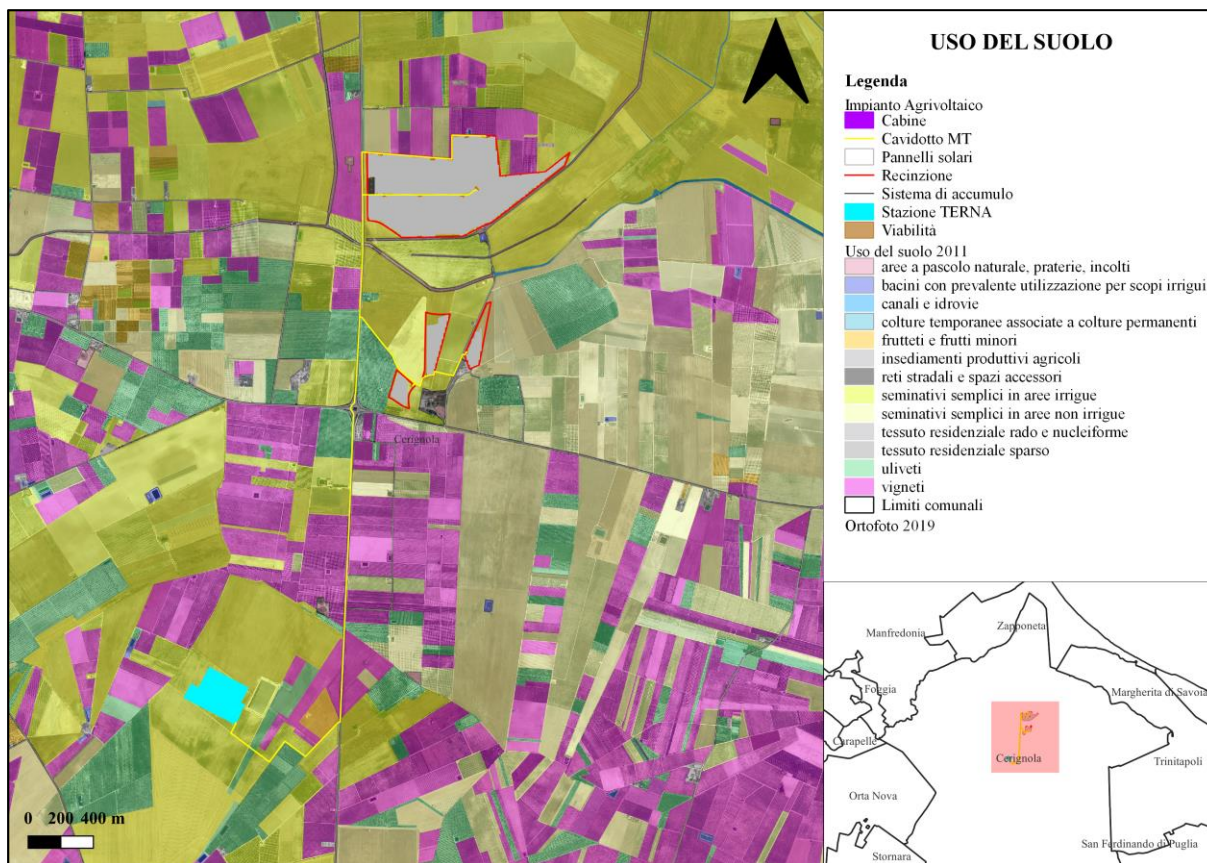 USO DEL SUOLO
Legenda
Impianto Agrivoltaico
Cabine
Cavidotto MT
Pannelli solari
Recinzione
Sistema di accumulo
Stazione TERNA
Viabilità
Uso del suolo 2011
aree a pascolo naturale, praterie, incolti
bacini con prevalente utilizzazione per scopi irrigui
canali e idrovie
colture temporanee associate a colture permanenti
frutteti e frutti minori
insediamenti produttivi agricoli
reti stradali e spazi accessori
seminativi semplici in aree irrigue
seminativi semplici in aree non irrigue
tessuto residenziale rado e nucleiforme
tessuto residenziale sparso
uliveti
vigneti
Limiti comunali
Ortofoto 2019
Cerignola
0 200 400 m
Zapponeta
Manfredonia
Foggia
Margherita di Savoia
Carapelle
Cerignola
Trinitapoli
Orta Nova
San Ferdinando di Puglia
Stornara